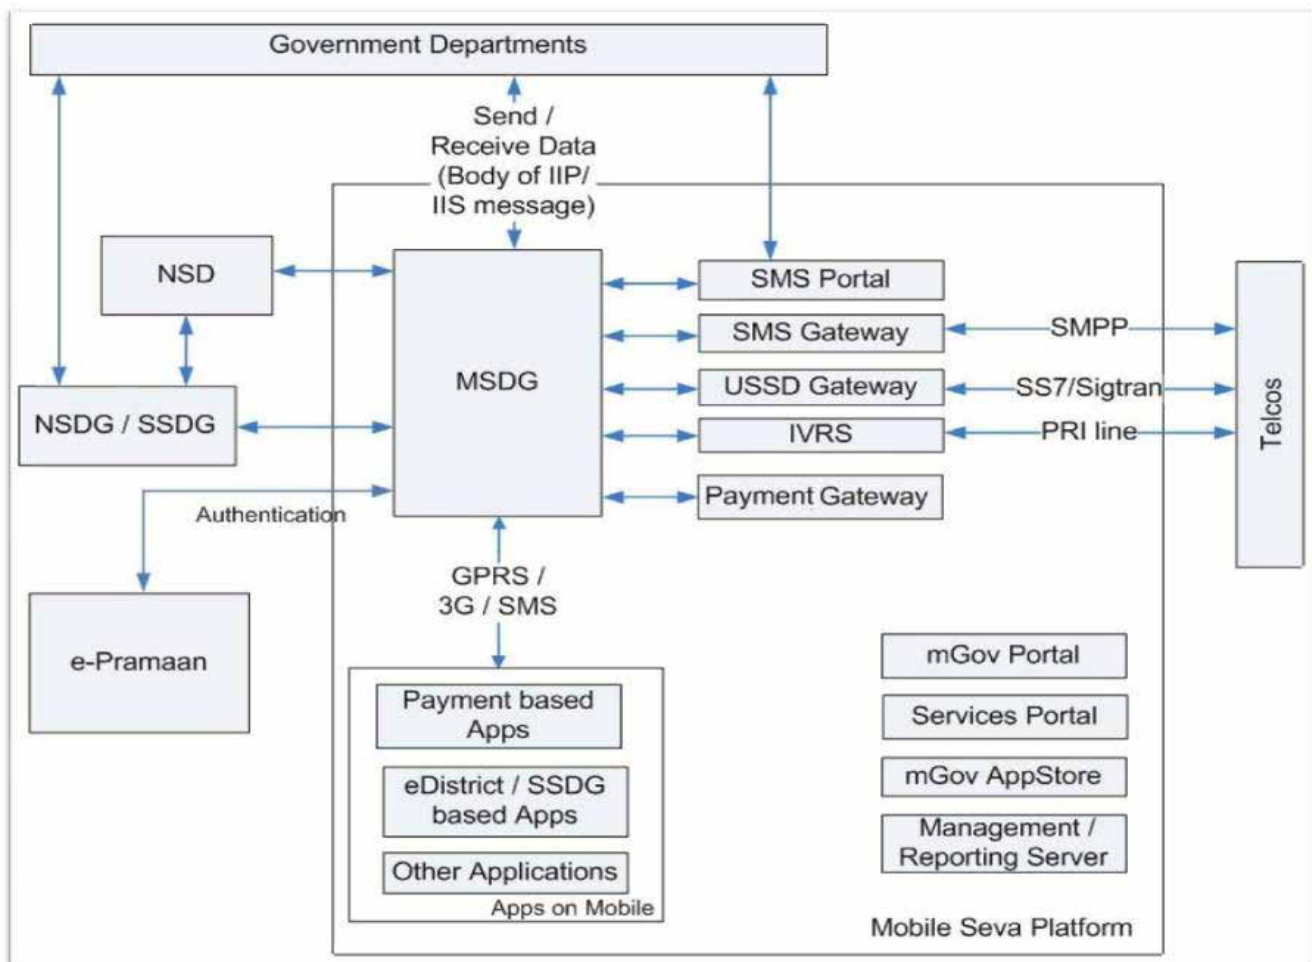 Government Departments
Send /
Receive Data
(Body of IIP/
IIS message)
NSD
NSDG / SSDG
MSDG
SMS Portal
SMS Gateway
USSD Gateway
IVRS
Payment Gateway
SMPP
SS7/Sigtran
PRI line
Telcos
Authentication
e-Pramaan
GPRS /
3G / SMS
Payment based
Apps
eDistrict / SSDG
based Apps
Other Applications
Apps on Mobile
mGov Portal
Services Portal
mGov AppStore
Management /
Reporting Server
Mobile Seva Platform